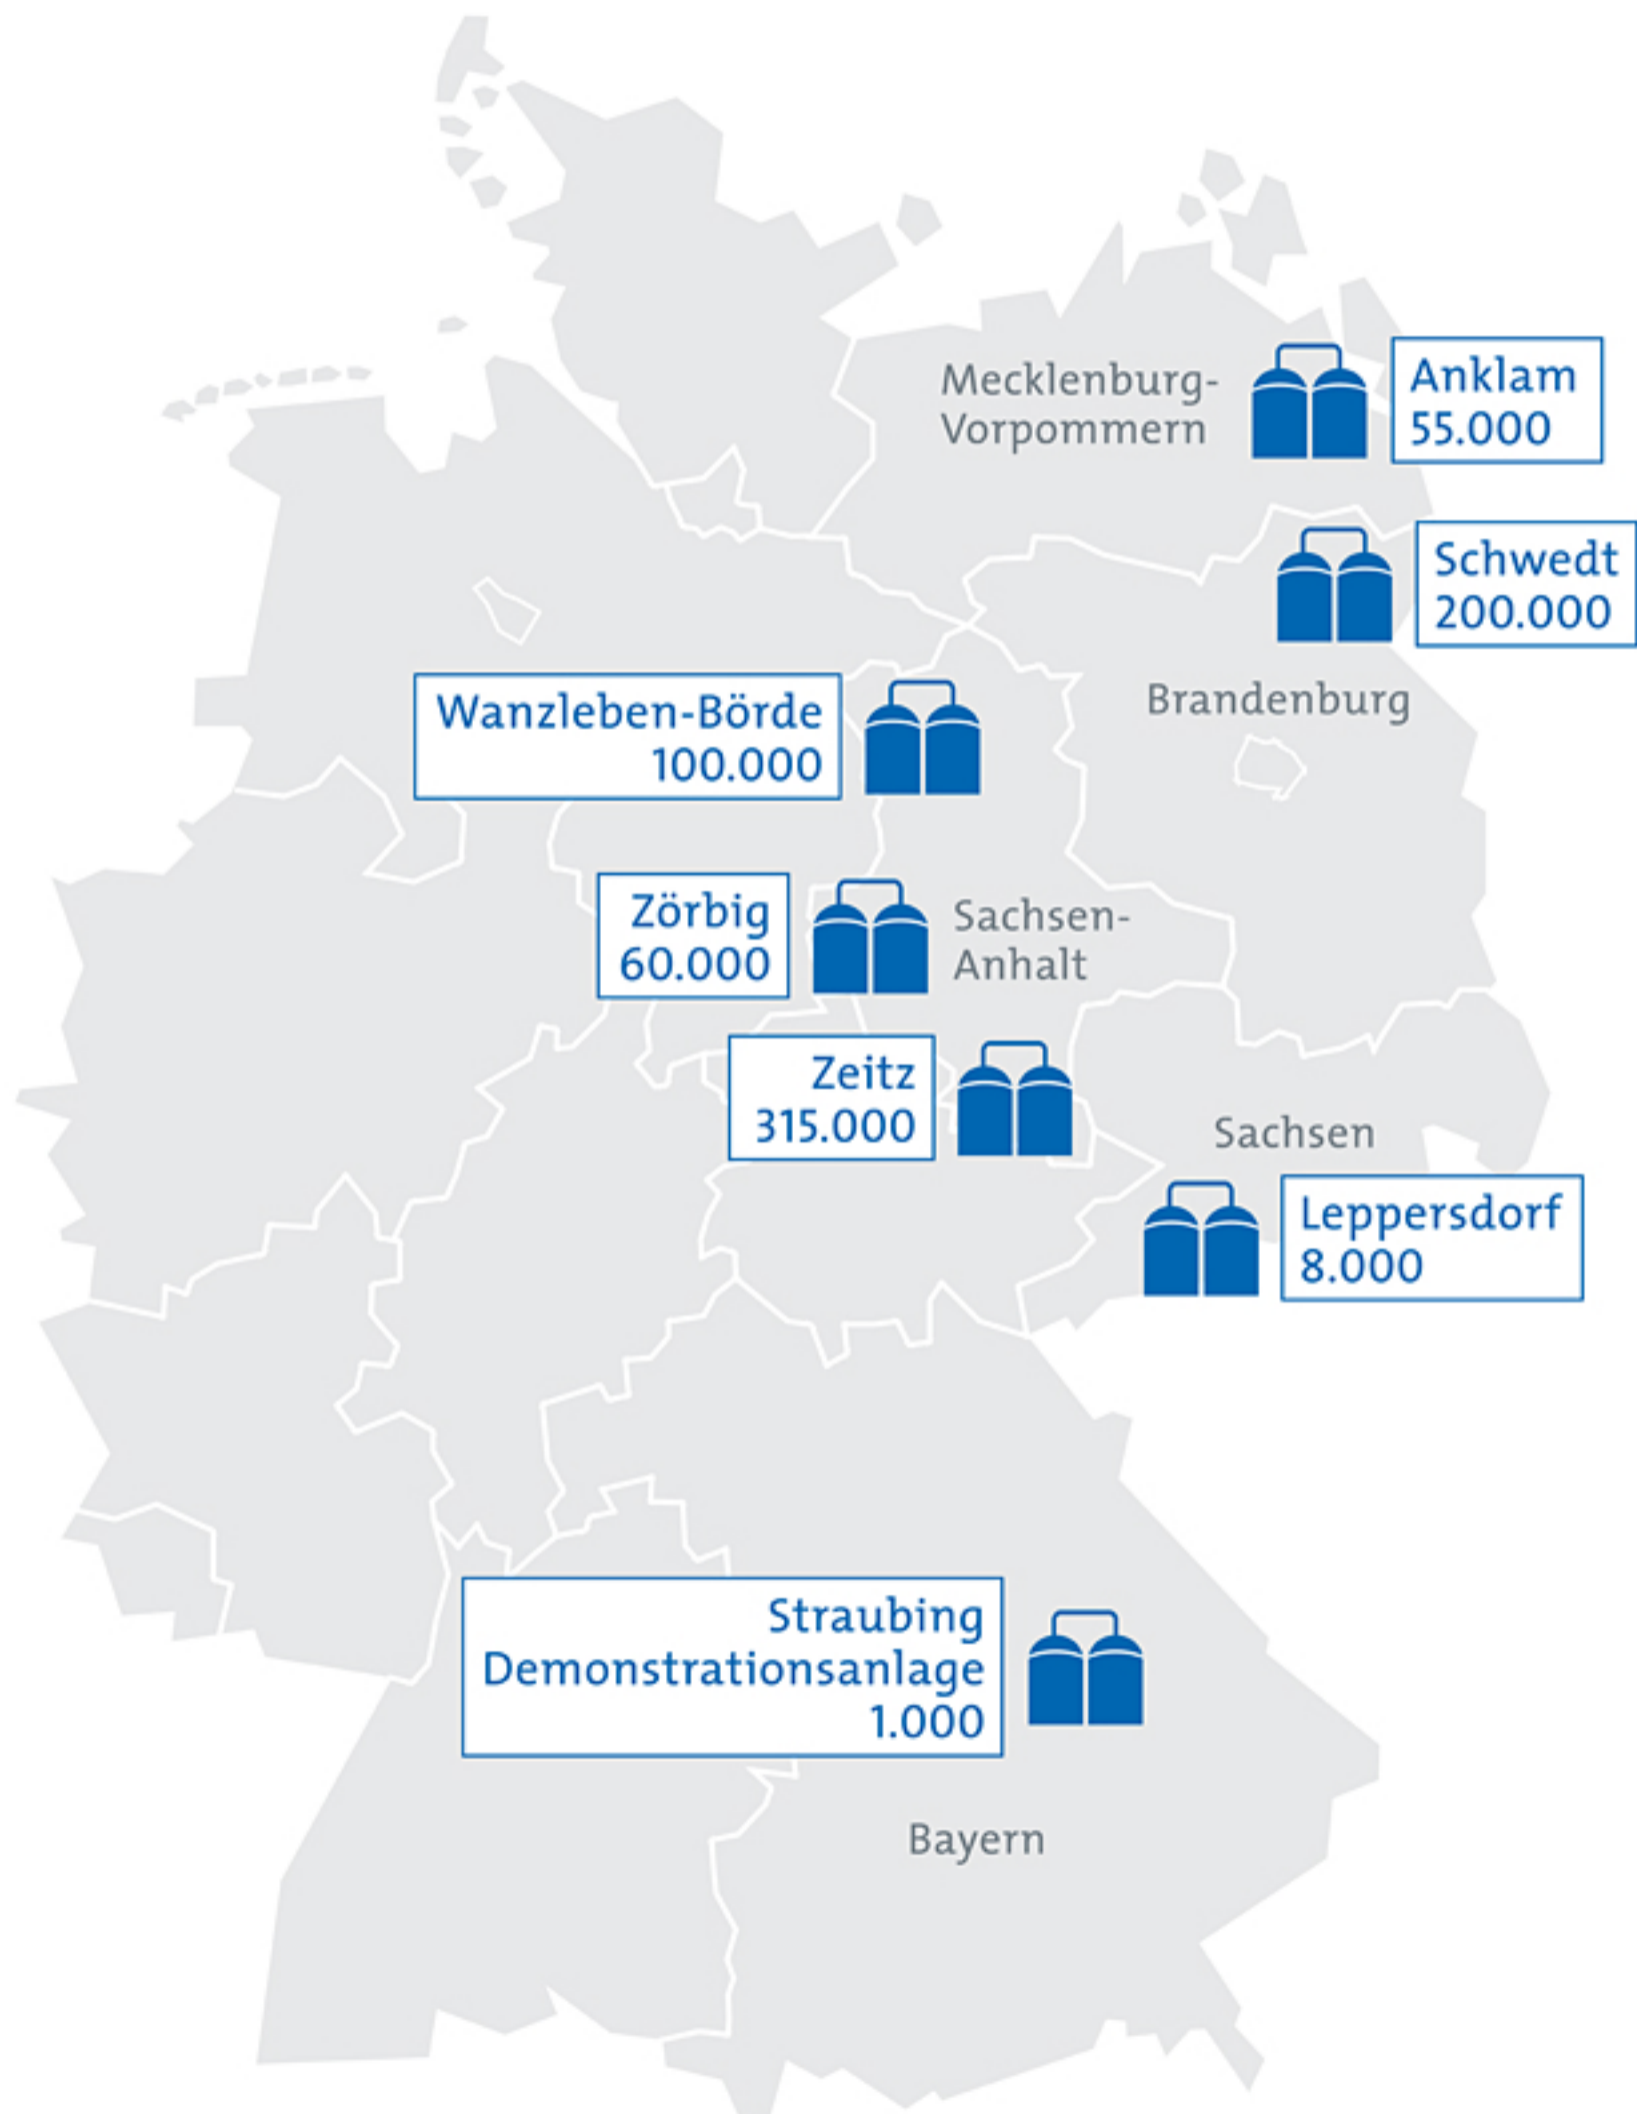 Mecklenburg-
Vorpommern
Anklam
55.000
Schwedt
200.000
Brandenburg
Wanzleben-Börde
100.000
Zörbig
60.000
Sachsen-
Anhalt
Zeitz
315.000
Sachsen
Leppersdorf
8.000
Straubing
Demonstrationsanlage
1.000
Bayern